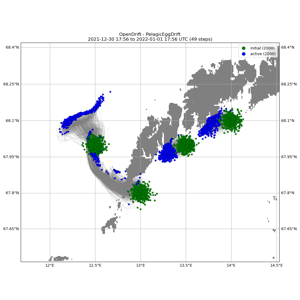 OpenDrift - PelagicEggDrift
2021-12-30 17:56 to 2022-01-01 17:56 UTC (49 steps)
initial (2000)
active (2000)
68.4°N 68.4°N
68.25°N 68.25°N
68.1°N 68.1°N
67.95°N 67.95°N
67.8°N 67.8°N
67.65°N 67.65°N
12°E 12.5°E 13°E 13.5°E 14°E 14.5°E